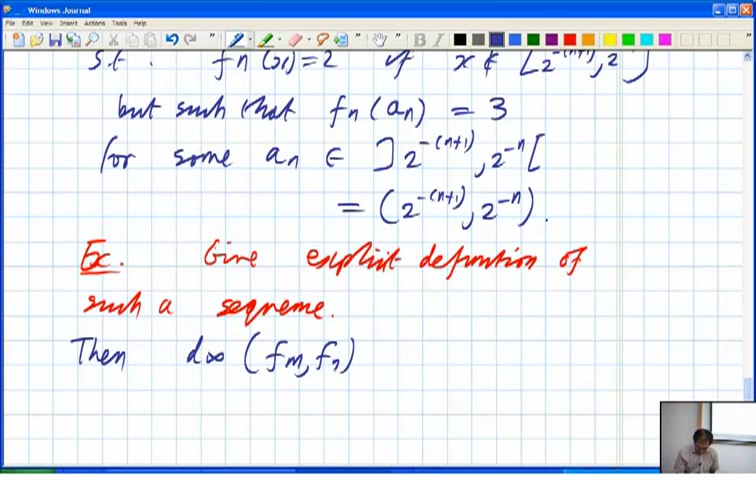 Windows Journal
File Edit View Insert Actions Tools Help
B I
s.t. fn(x)=2 if x ∉ [2^-(n+1), 2 ]
but such that fn(an) = 3
for some an ∈ ]2^-(n+1), 2^-n[
= (2^-(n+1), 2^-n).
Ex. Give explicit definition of
such a sequence.
Then d∞ (fm, fn)